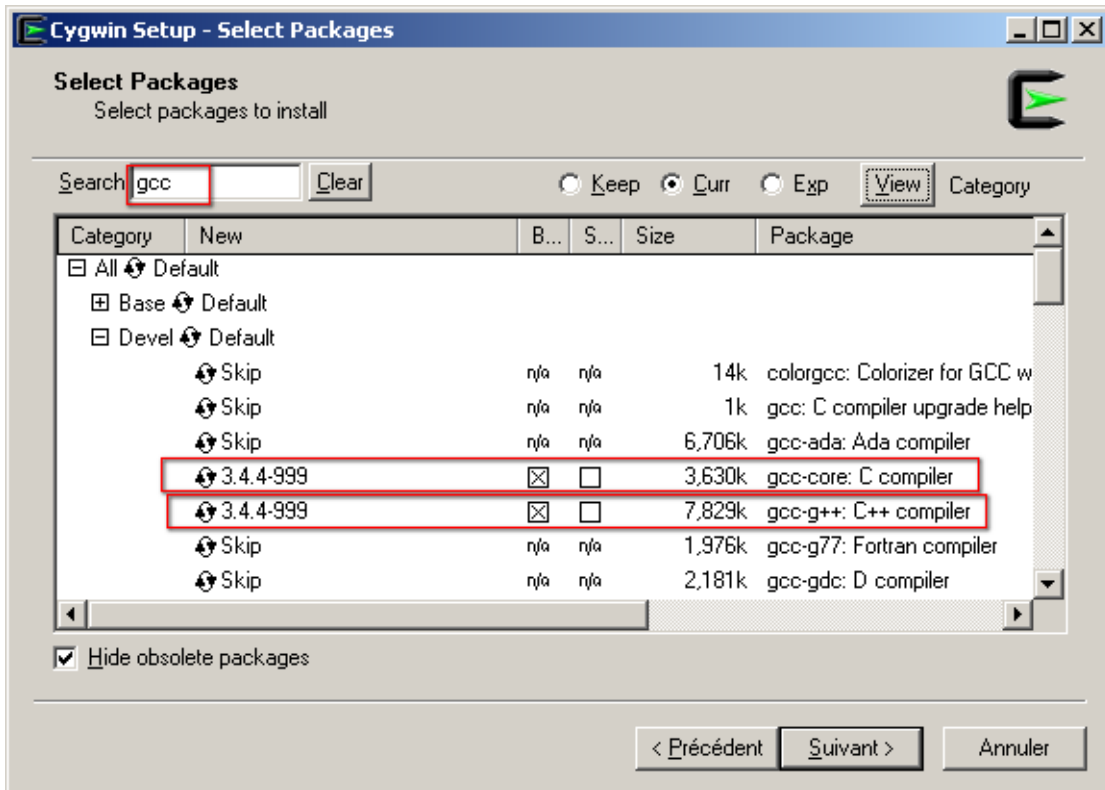 Cygwin Setup - Select Packages
Select Packages
Select packages to install
Search gcc Clear Keep Curr Exp View Category
Category New B... S... Size Package
All Default
Base Default
Devel Default
Skip n/a n/a 14k colorgcc: Colorizer for GCC w
Skip n/a n/a 1k gcc: C compiler upgrade help
Skip n/a n/a 6,706k gcc-ada: Ada compiler
3.4.4-999 3,630k gcc-core: C compiler
3.4.4-999 7,829k gcc-g++: C++ compiler
Skip n/a n/a 1,976k gcc-g77: Fortran compiler
Skip n/a n/a 2,181k gcc-gdc: D compiler
Hide obsolete packages
< Précédent Suivant > Annuler